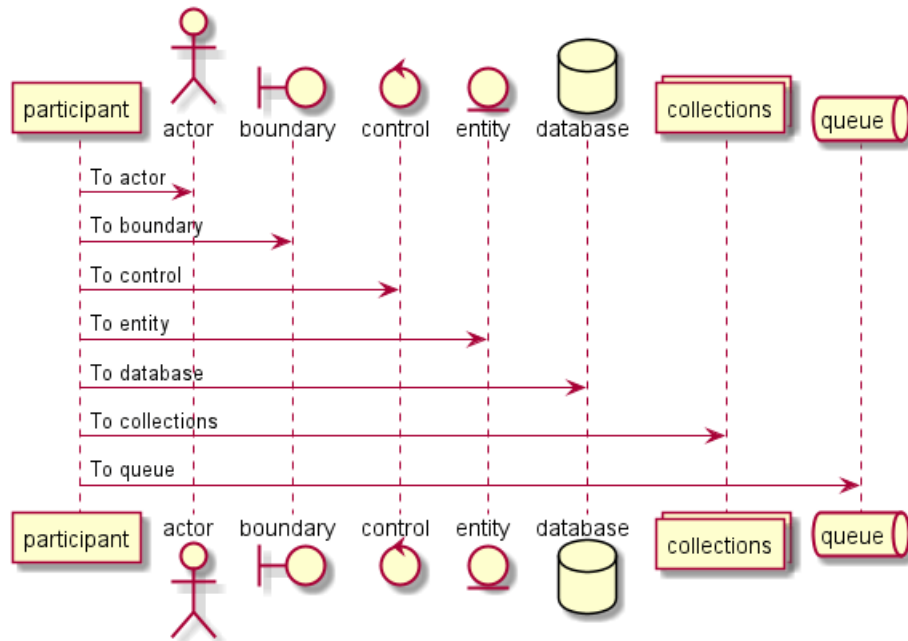 participant
actor
boundary
control
entity
database
collections
queue
To actor
To boundary
To control
To entity
To database
To collections
To queue
participant
actor
boundary
control
entity
database
collections
queue